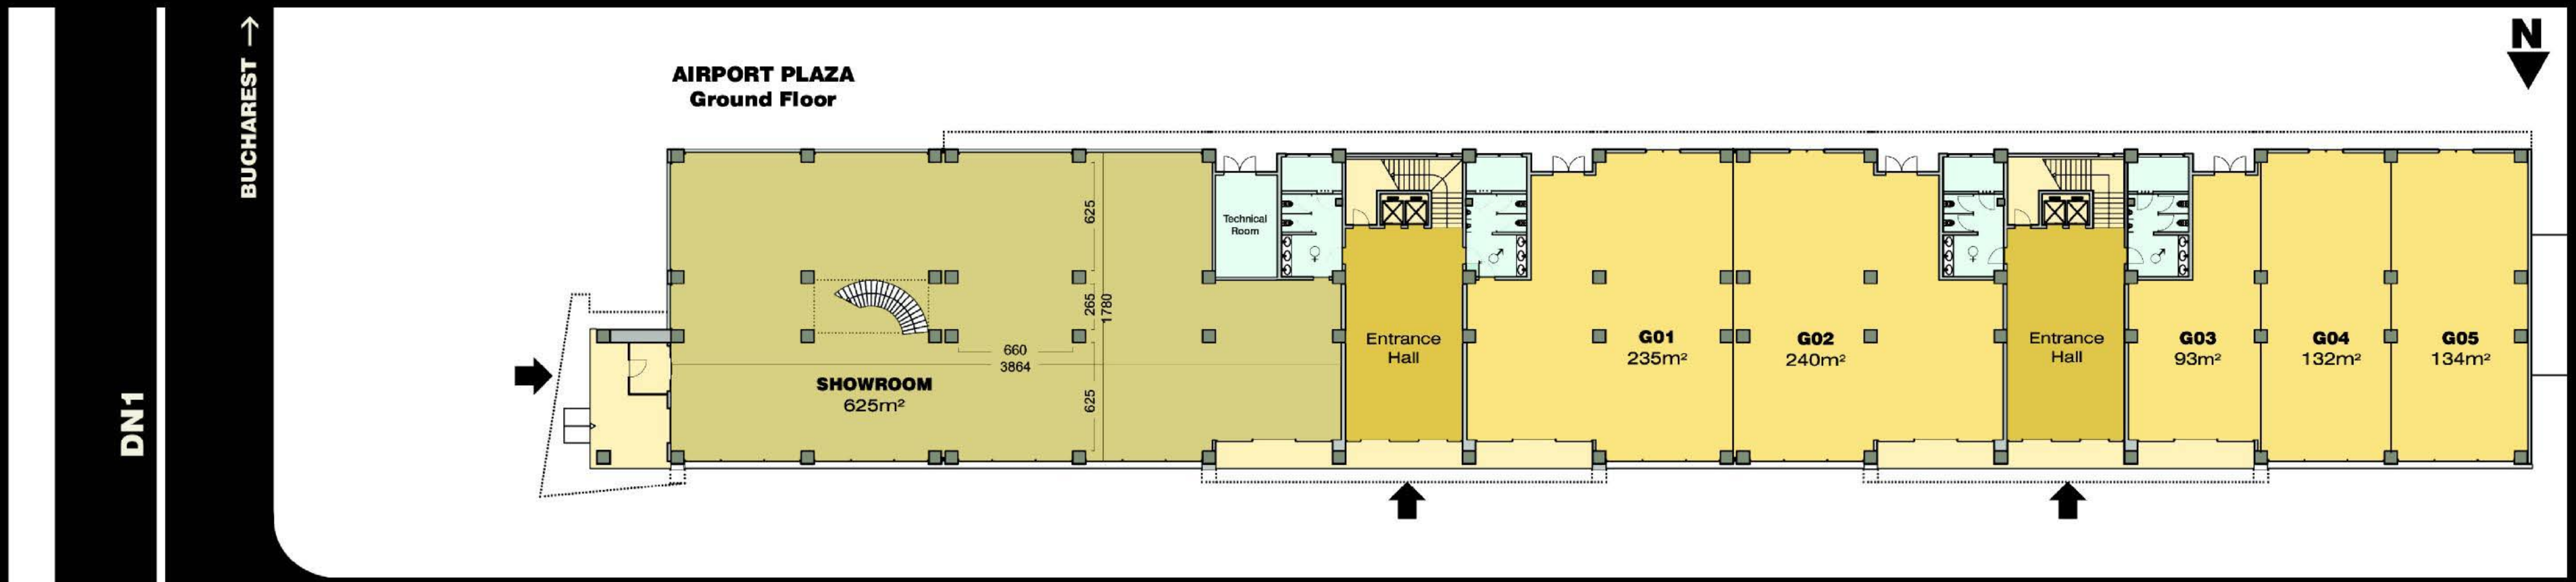 BUCHAREST →
DN1
AIRPORT PLAZA
Ground Floor
N
625
265
1780
660
3864
625
SHOWROOM
625m²
Technical
Room
Entrance
Hall
G01
235m²
G02
240m²
Entrance
Hall
G03
93m²
G04
132m²
G05
134m²